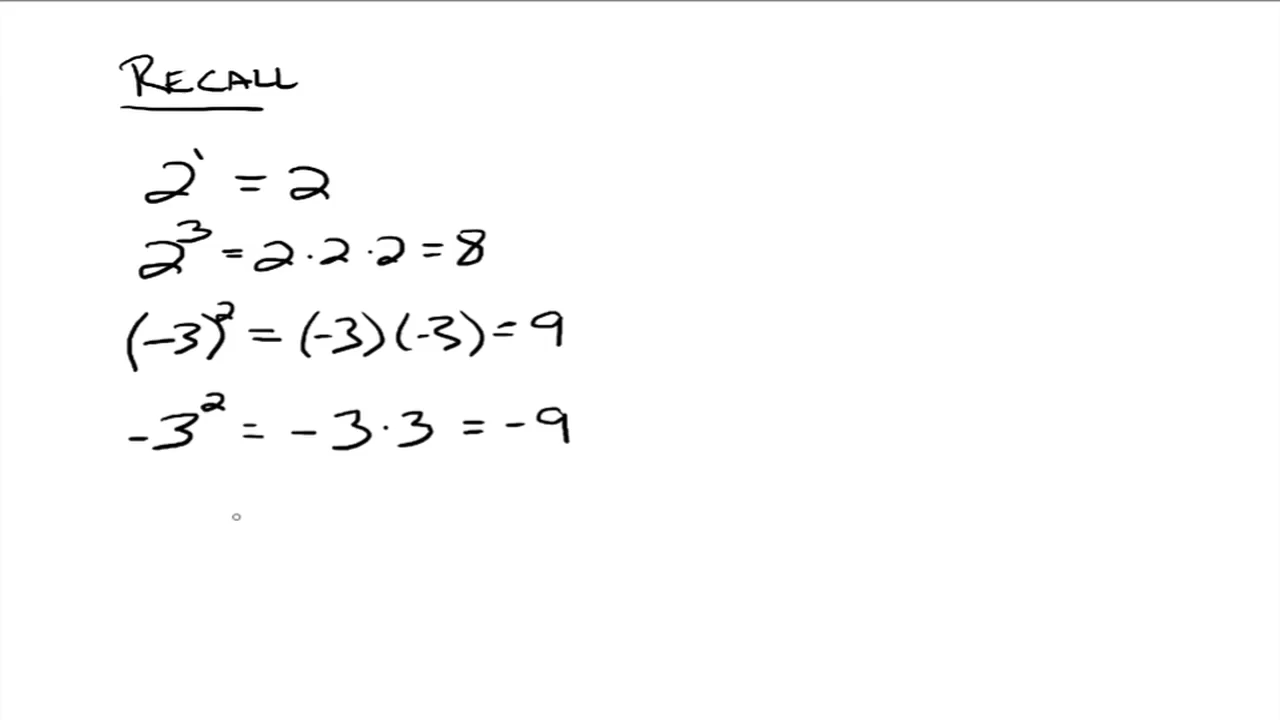 RECALL
2¹ = 2
2³ = 2·2·2 = 8
(-3)² = (-3)(-3) = 9
-3² = -3·3 = -9